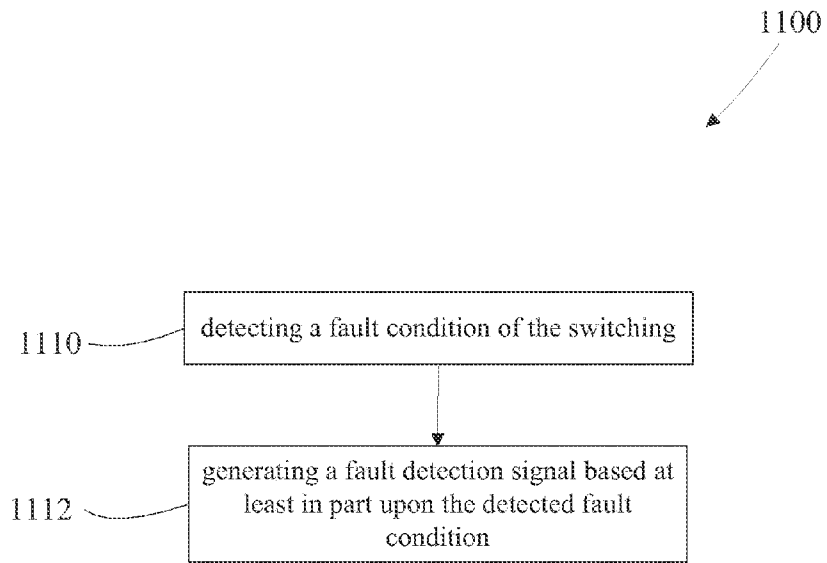 1100
1110
detecting a fault condition of the switching
1112
generating a fault detection signal based at
least in part upon the detected fault
condition